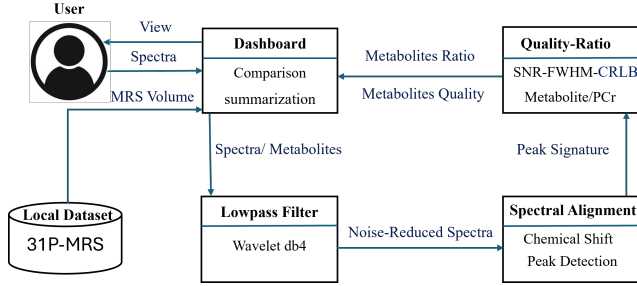 User
View
Spectra
MRS Volume
Dashboard
Comparison
summarization
Metabolites Ratio
Metabolites Quality
Quality-Ratio
SNR-FWHM-CRLB
Metabolite/PCr
Spectra/ Metabolites
Peak Signature
Local Dataset
31P-MRS
Lowpass Filter
Wavelet db4
Noise-Reduced Spectra
Spectral Alignment
Chemical Shift
Peak Detection